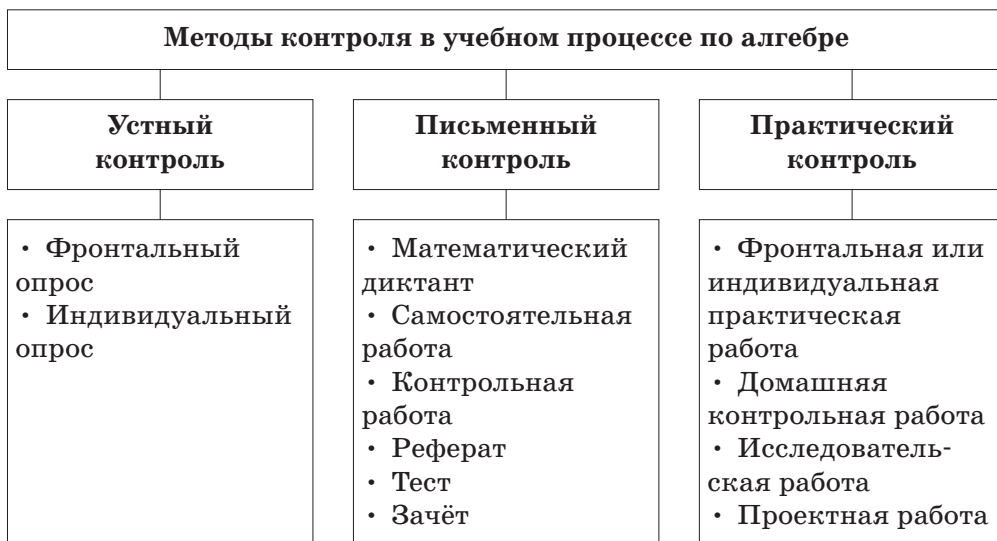 Методы контроля в учебном процессе по алгебре
Устный
контроль
Письменный
контроль
Практический
контроль
• Фронтальный
опрос
• Индивидуальный
опрос
• Математический
диктант
• Самостоятельная
работа
• Контрольная
работа
• Реферат
• Тест
• Зачёт
• Фронтальная или
индивидуальная
практическая
работа
• Домашняя
контрольная работа
• Исследователь-
ская работа
• Проектная работа